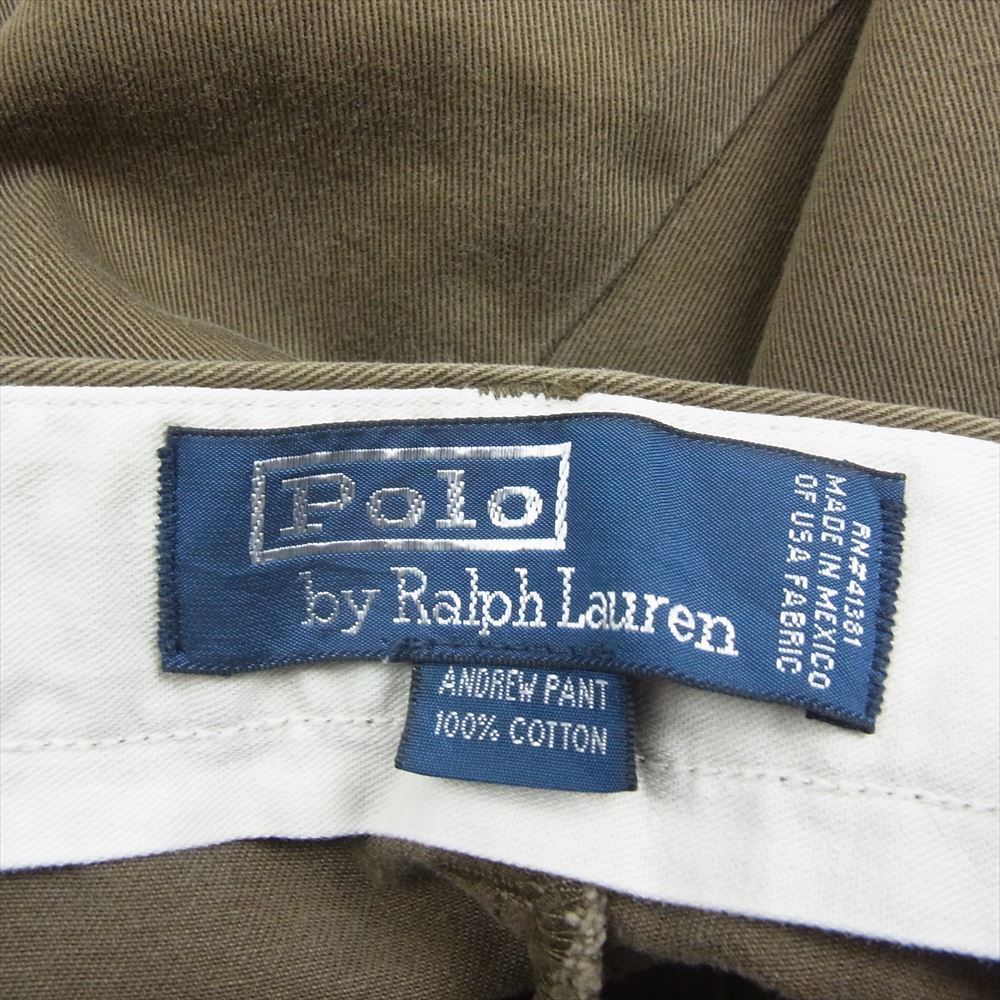 Polo
by Ralph Lauren
RN#41381
MADE IN MEXICO
OF USA FABRIC
ANDREW PANT
100% COTTON